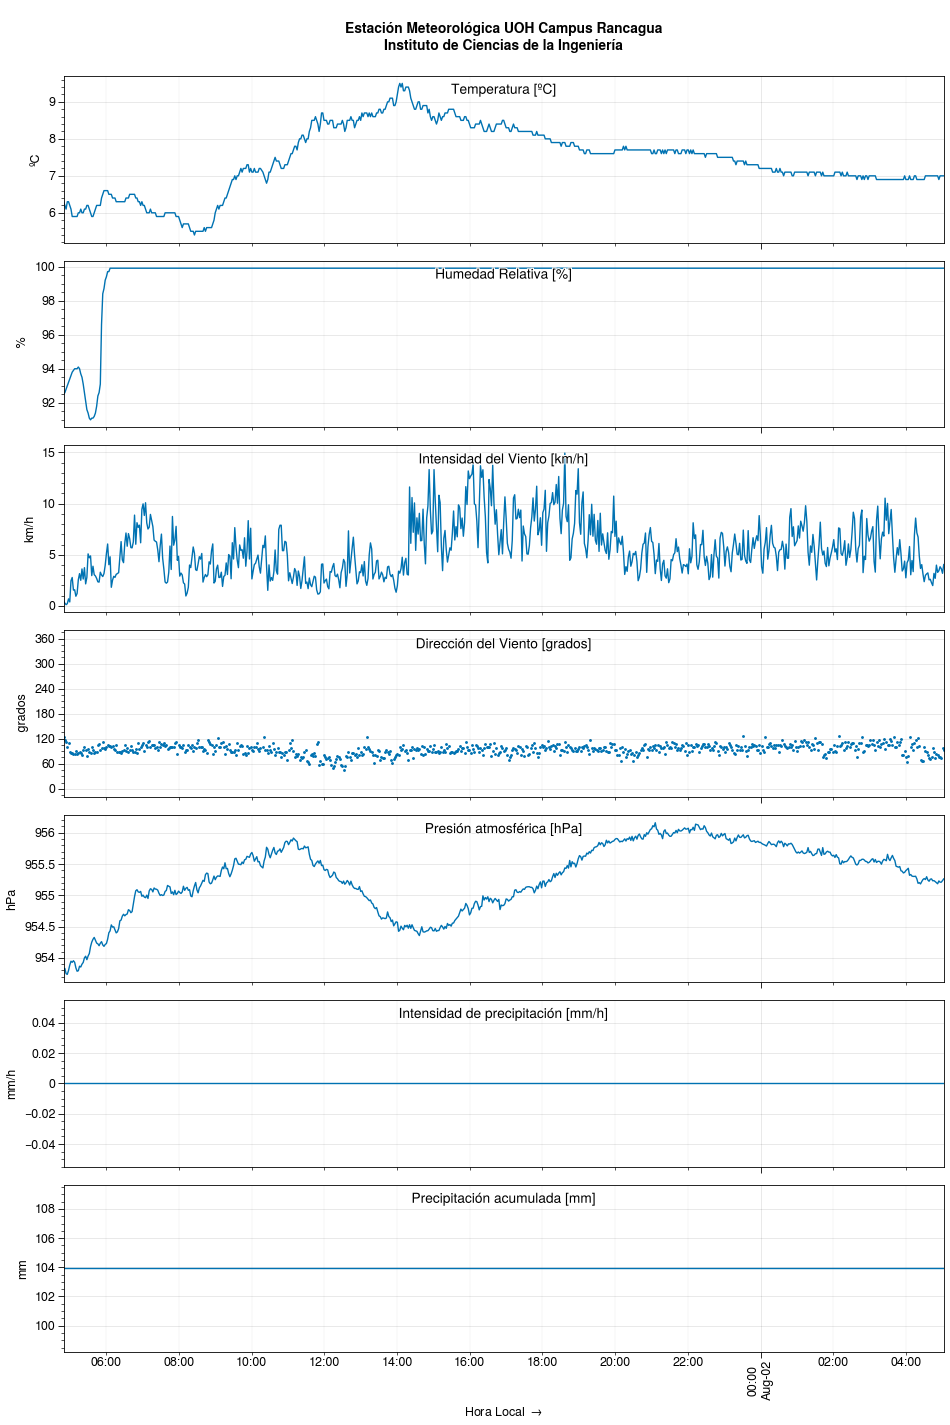 Estación Meteorológica UOH Campus Rancagua
Instituto de Ciencias de la Ingeniería
Temperatura [ºC]
ºC
9
8
7
6
Humedad Relativa [%]
%
100
98
96
94
92
Intensidad del Viento [km/h]
km/h
15
10
5
0
Dirección del Viento [grados]
grados
360
300
240
180
120
60
0
Presión atmosférica [hPa]
hPa
956
955.5
955
954.5
954
Intensidad de precipitación [mm/h]
mm/h
0.04
0.02
0
−0.02
−0.04
Precipitación acumulada [mm]
mm
108
106
104
102
100
06:00 08:00 10:00 12:00 14:00 16:00 18:00 20:00 22:00 00:00 02:00 04:00
Aug-02
Hora Local →